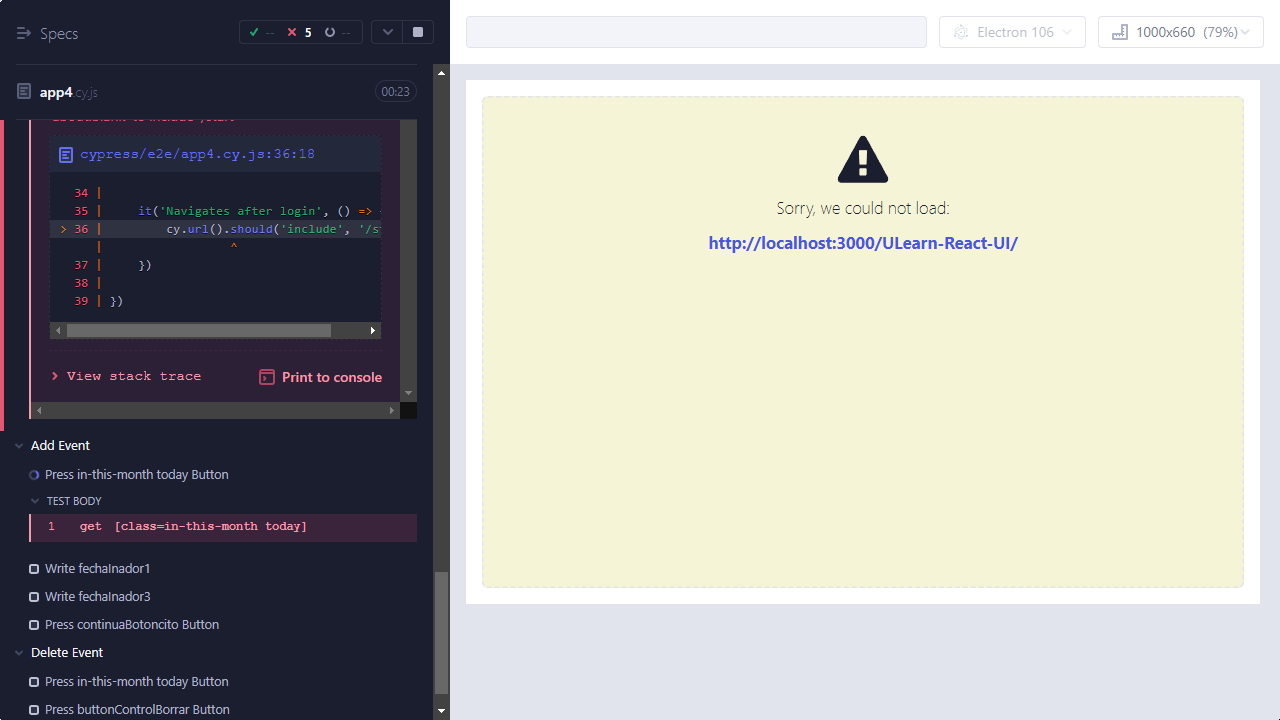 Specs
-- 5 --
Electron 106
1000x660 (79%)
app4.cy.js
00:23
cypress/e2e/app4.cy.js:36:18
34 |
35 | it('Navigates after login', () =>
> 36 | cy.url().should('include', '/s
| ^
37 | })
38 |
39 | })
> View stack trace
Print to console
Add Event
Press in-this-month today Button
TEST BODY
1 get [class=in-this-month today]
Write fechaInador1
Write fechaInador3
Press continuaBotoncito Button
Delete Event
Press in-this-month today Button
Press buttonControlBorrar Button
Sorry, we could not load:
http://localhost:3000/ULearn-React-UI/